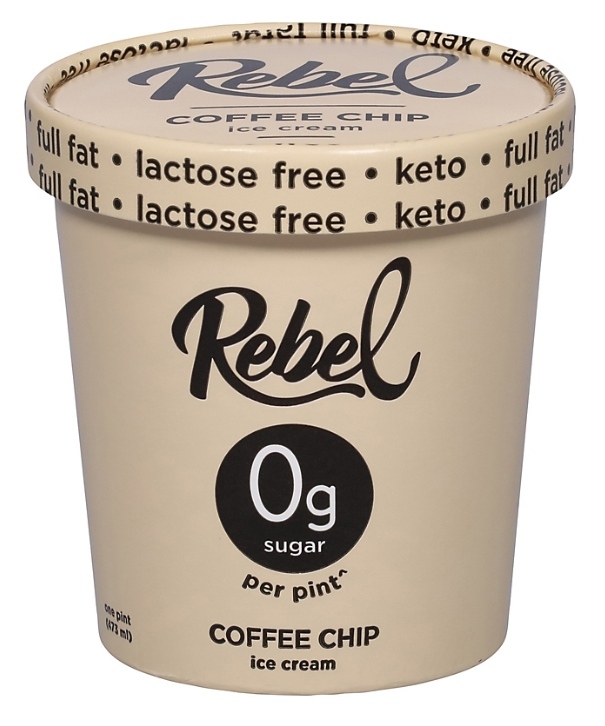 Rebel
COFFEE CHIP
ice cream
full fat • lactose free • keto • full fat
full fat • lactose free • keto • full fat
Rebel
0g
sugar
per pint^
one pint
(473 ml)
COFFEE CHIP
ice cream